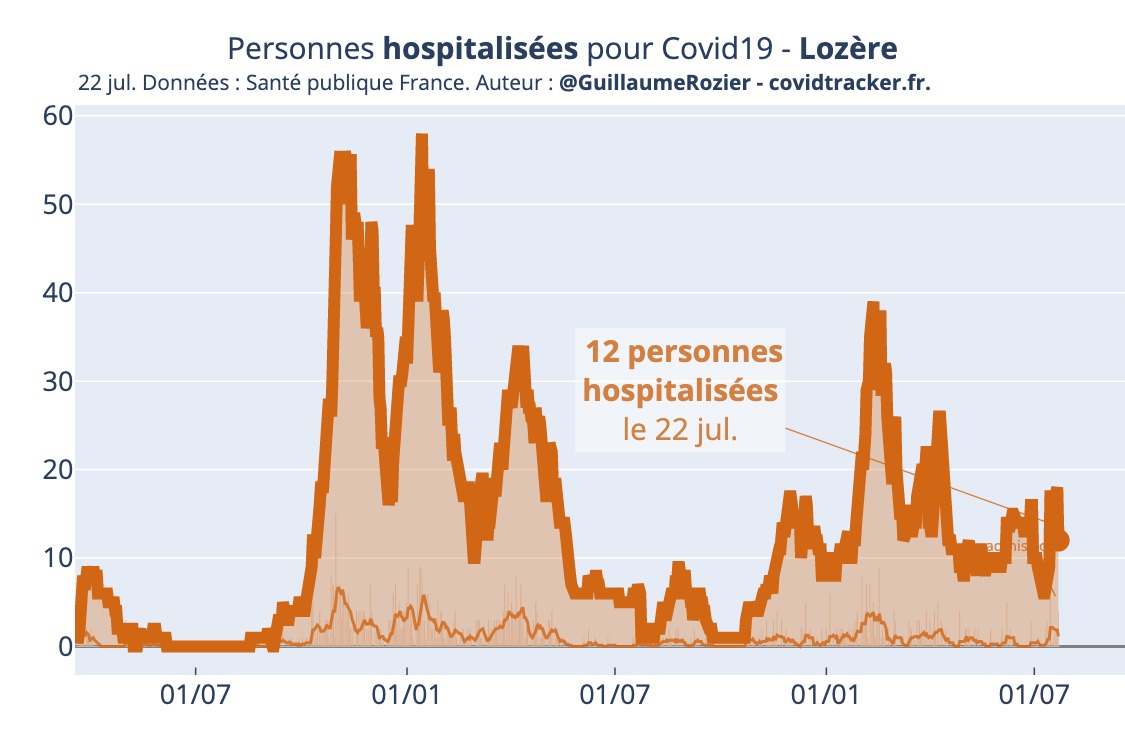 Personnes hospitalisées pour Covid19 - Lozère
22 jul. Données : Santé publique France. Auteur : @GuillaumeRozier - covidtracker.fr.
60
50
40
30
20
10
0
12 personnes
hospitalisées
le 22 jul.
01/07
01/01
01/07
01/01
01/07